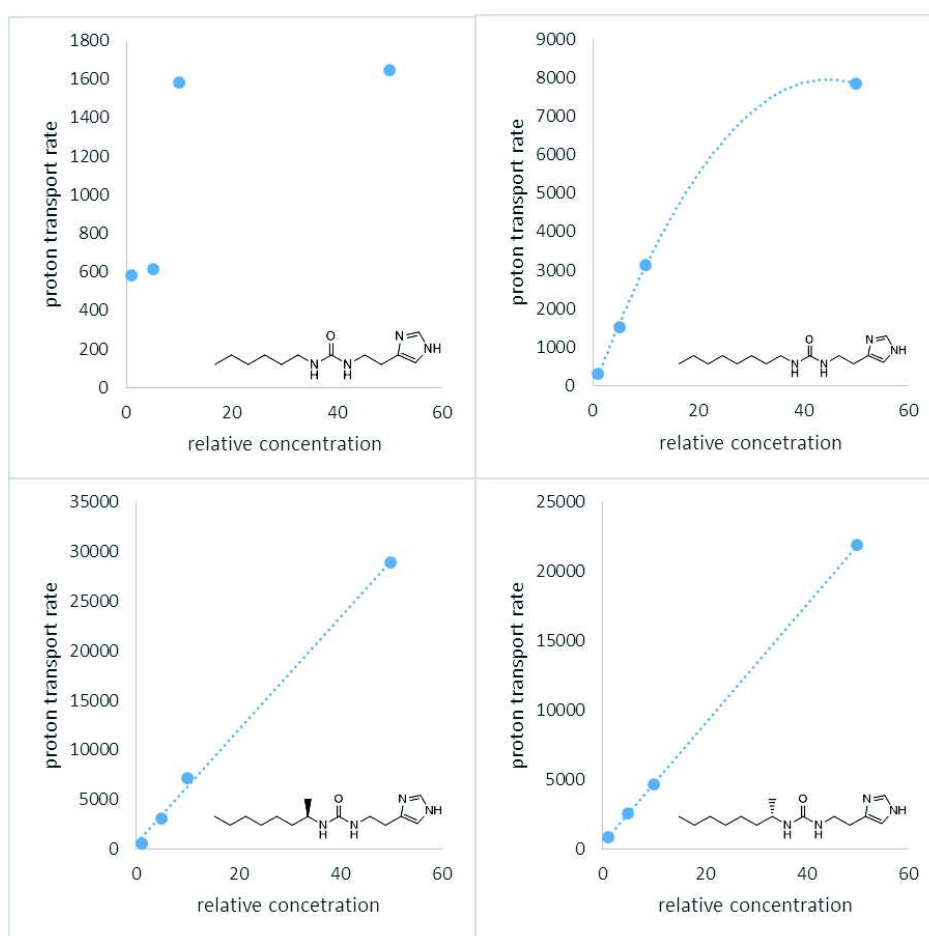 1800
1600
1400
1200
1000
800
600
400
200
0
proton transport rate
0 20 40 60
relative concentration
O
N
N
H
N
H
NH
9000
8000
7000
6000
5000
4000
3000
2000
1000
0
proton transport rate
0 20 40 60
relative concetration
O
N
N
H
N
H
NH
35000
30000
25000
20000
15000
10000
5000
0
proton transport rate
0 20 40 60
relative concetration
O
N
N
H
N
H
NH
25000
20000
15000
10000
5000
0
proton transport rate
0 20 40 60
relative concetration
O
N
N
H
N
H
NH